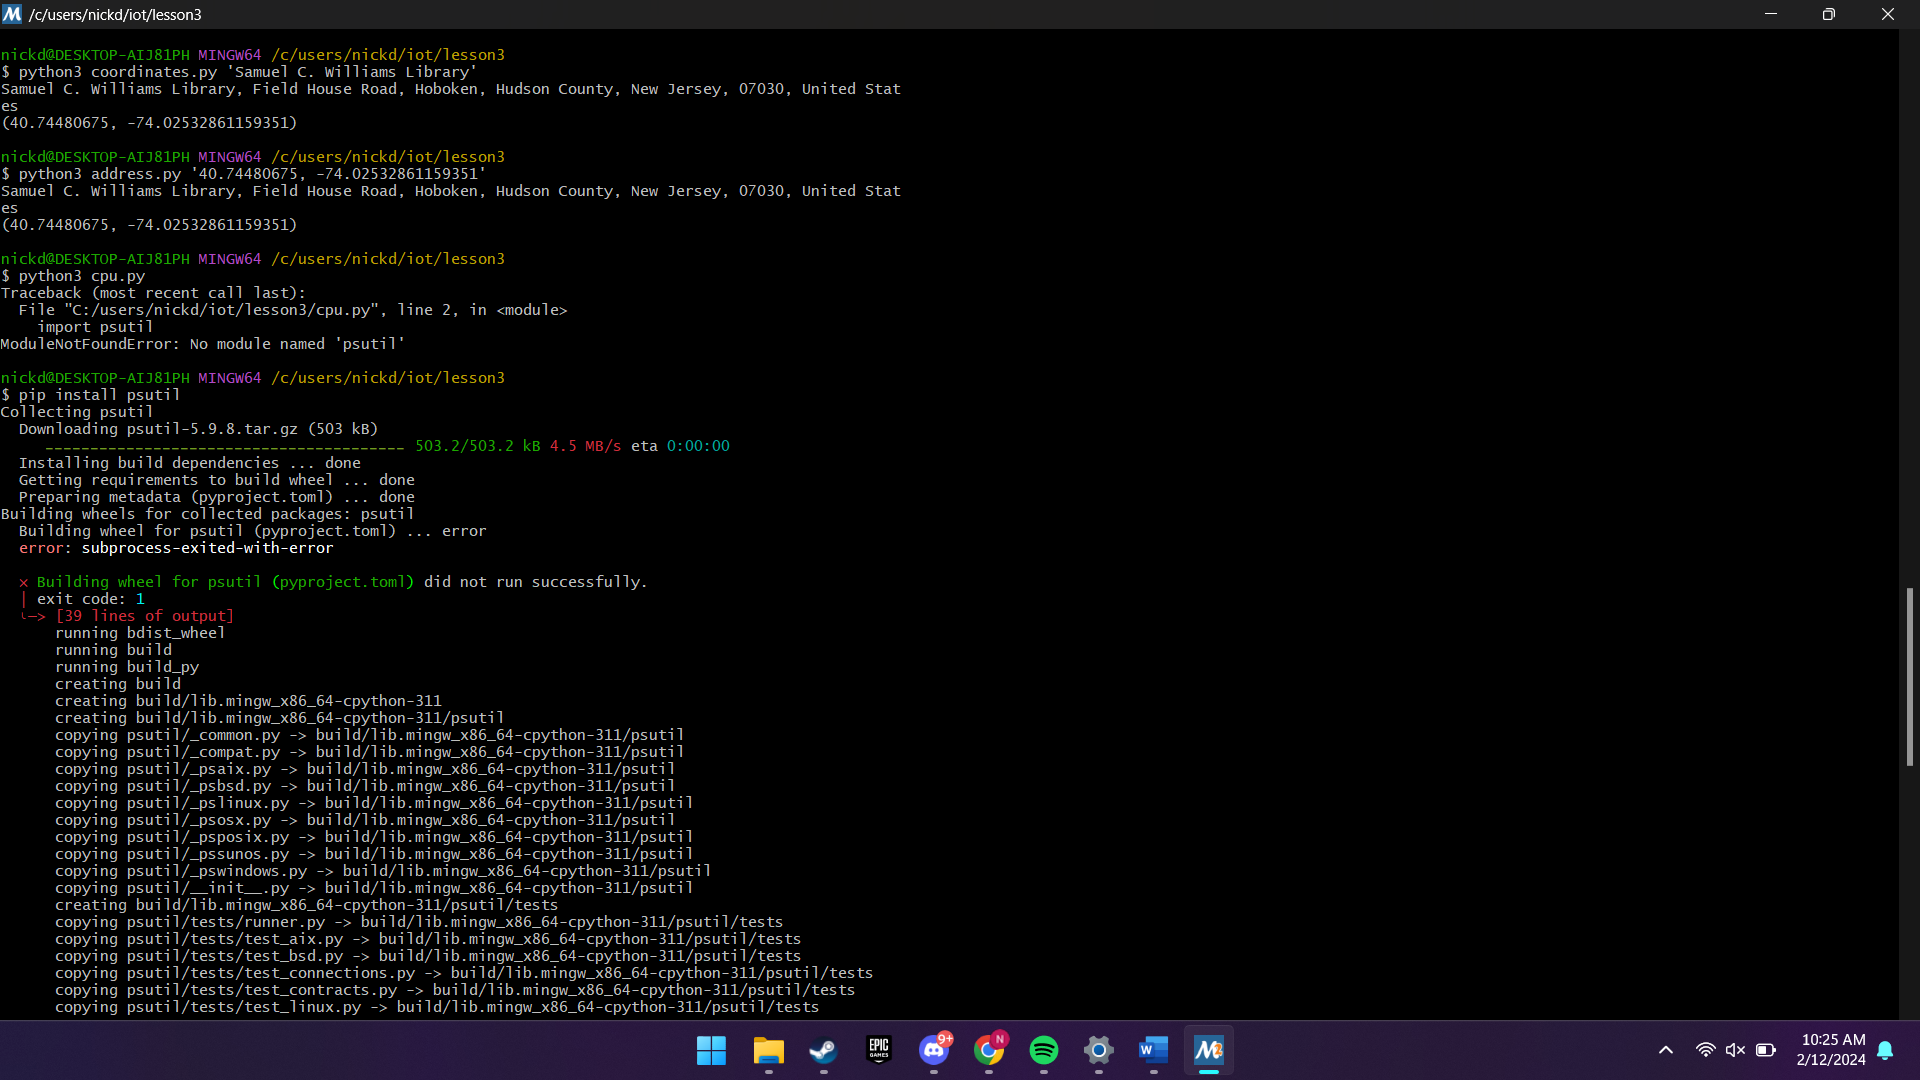 /c/users/nickd/iot/lesson3
nickd@DESKTOP-AIJ81PH MINGW64 /c/users/nickd/iot/lesson3
$ python3 coordinates.py 'Samuel C. Williams Library'
Samuel C. Williams Library, Field House Road, Hoboken, Hudson County, New Jersey, 07030, United Stat
es
(40.74480675, -74.02532861159351)
nickd@DESKTOP-AIJ81PH MINGW64 /c/users/nickd/iot/lesson3
$ python3 address.py '40.74480675, -74.02532861159351'
Samuel C. Williams Library, Field House Road, Hoboken, Hudson County, New Jersey, 07030, United Stat
es
(40.74480675, -74.02532861159351)
nickd@DESKTOP-AIJ81PH MINGW64 /c/users/nickd/iot/lesson3
$ python3 cpu.py
Traceback (most recent call last):
  File "C:/users/nickd/iot/lesson3/cpu.py", line 2, in <module>
    import psutil
ModuleNotFoundError: No module named 'psutil'
nickd@DESKTOP-AIJ81PH MINGW64 /c/users/nickd/iot/lesson3
$ pip install psutil
Collecting psutil
  Downloading psutil-5.9.8.tar.gz (503 kB)
     ---------------------------------------- 503.2/503.2 kB 4.5 MB/s eta 0:00:00
  Installing build dependencies ... done
  Getting requirements to build wheel ... done
  Preparing metadata (pyproject.toml) ... done
Building wheels for collected packages: psutil
  Building wheel for psutil (pyproject.toml) ... error
  error: subprocess-exited-with-error
  × Building wheel for psutil (pyproject.toml) did not run successfully.
  │ exit code: 1
  ╰─> [39 lines of output]
      running bdist_wheel
      running build
      running build_py
      creating build
      creating build/lib.mingw_x86_64-cpython-311
      creating build/lib.mingw_x86_64-cpython-311/psutil
      copying psutil/_common.py -> build/lib.mingw_x86_64-cpython-311/psutil
      copying psutil/_compat.py -> build/lib.mingw_x86_64-cpython-311/psutil
      copying psutil/_psaix.py -> build/lib.mingw_x86_64-cpython-311/psutil
      copying psutil/_psbsd.py -> build/lib.mingw_x86_64-cpython-311/psutil
      copying psutil/_pslinux.py -> build/lib.mingw_x86_64-cpython-311/psutil
      copying psutil/_psosx.py -> build/lib.mingw_x86_64-cpython-311/psutil
      copying psutil/_psposix.py -> build/lib.mingw_x86_64-cpython-311/psutil
      copying psutil/_pssunos.py -> build/lib.mingw_x86_64-cpython-311/psutil
      copying psutil/_pswindows.py -> build/lib.mingw_x86_64-cpython-311/psutil
      copying psutil/__init__.py -> build/lib.mingw_x86_64-cpython-311/psutil
      creating build/lib.mingw_x86_64-cpython-311/psutil/tests
      copying psutil/tests/runner.py -> build/lib.mingw_x86_64-cpython-311/psutil/tests
      copying psutil/tests/test_aix.py -> build/lib.mingw_x86_64-cpython-311/psutil/tests
      copying psutil/tests/test_bsd.py -> build/lib.mingw_x86_64-cpython-311/psutil/tests
      copying psutil/tests/test_connections.py -> build/lib.mingw_x86_64-cpython-311/psutil/tests
      copying psutil/tests/test_contracts.py -> build/lib.mingw_x86_64-cpython-311/psutil/tests
      copying psutil/tests/test_linux.py -> build/lib.mingw_x86_64-cpython-311/psutil/tests
EPIC
GAMES
9+
N
W
10:25 AM
2/12/2024